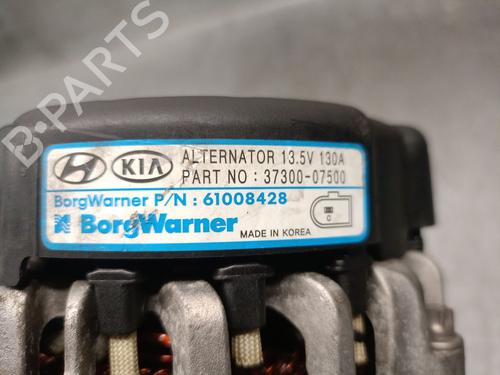 B-PARTS
HYUNDAI KIA ALTERNATOR 13.5V 130A
PART NO : 37300-07500
BorgWarner P/N : 61008428
BorgWarner
MADE IN KOREA
C